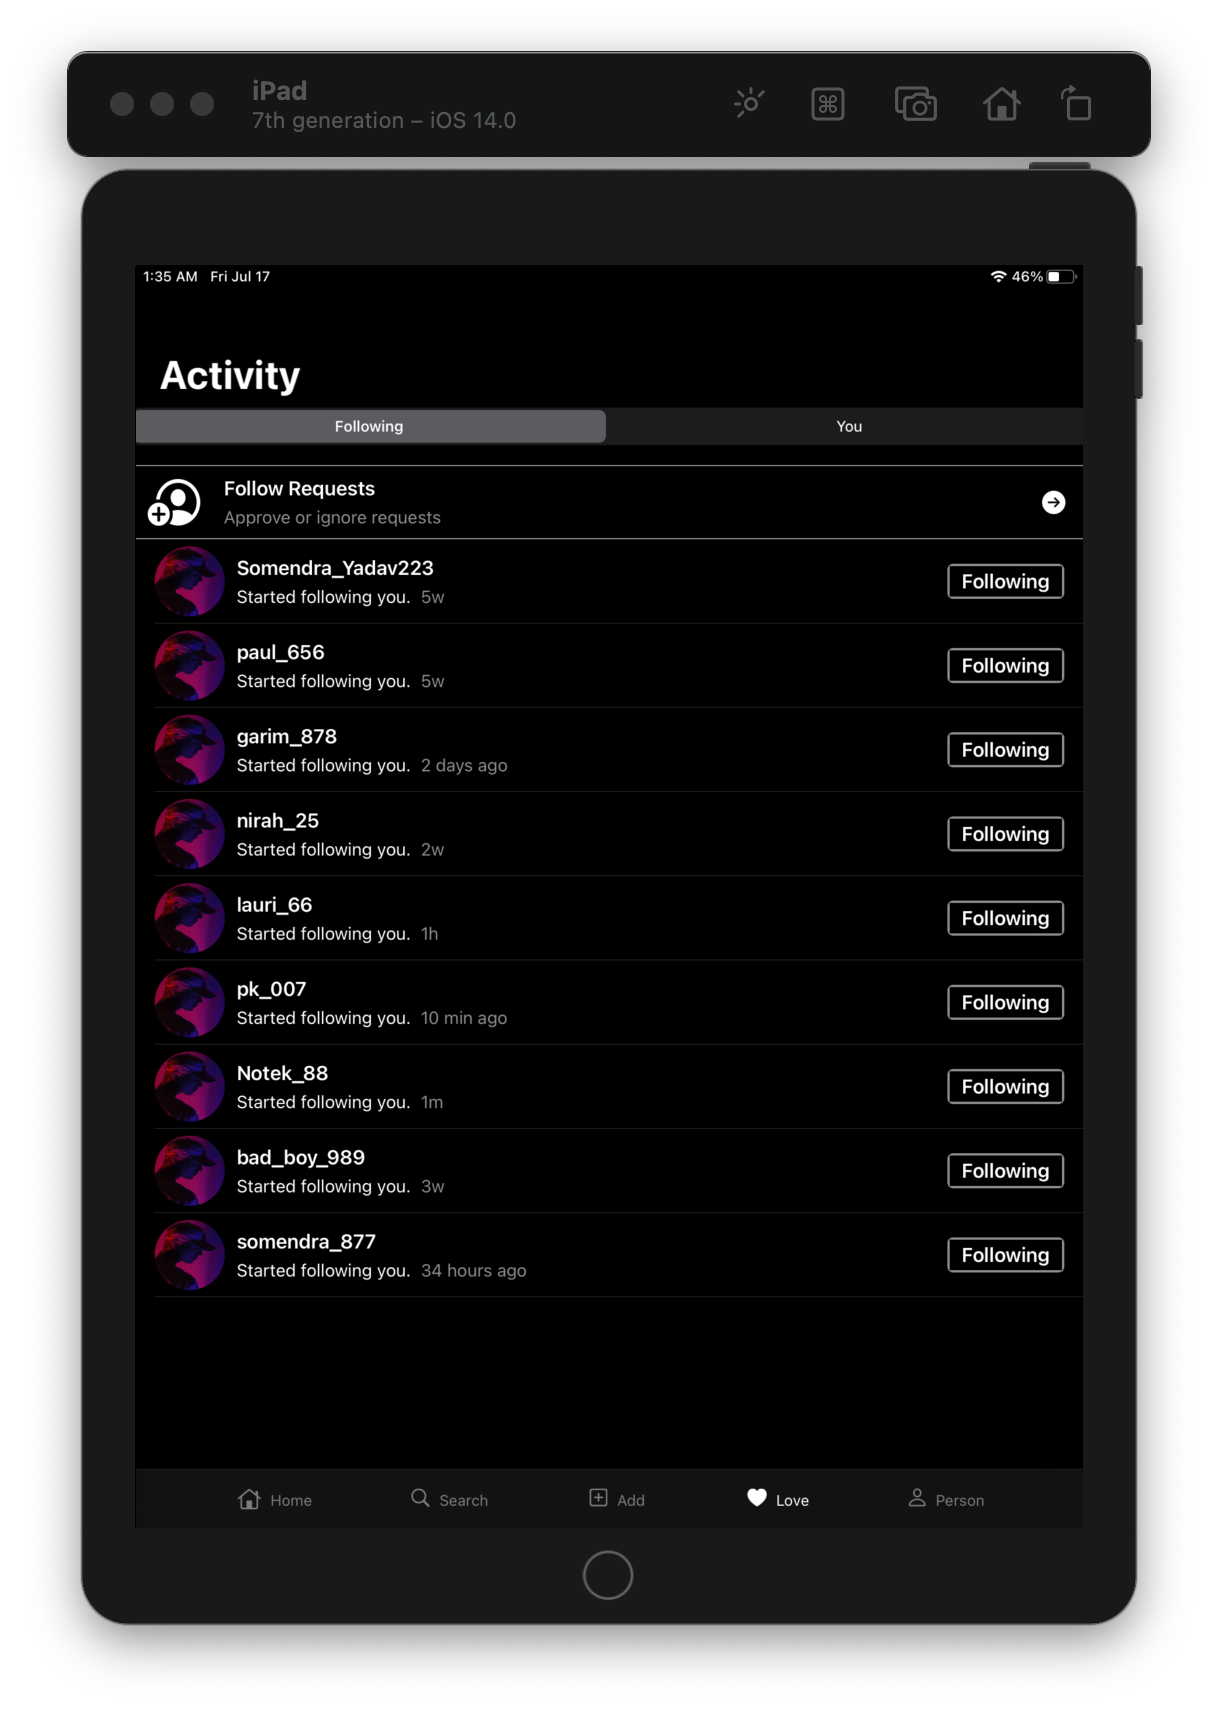 iPad
7th generation – iOS 14.0
1:35 AM Fri Jul 17
46%
Activity
Following
You
Follow Requests
Approve or ignore requests
Somendra_Yadav223
Started following you. 5w
Following
paul_656
Started following you. 5w
Following
garim_878
Started following you. 2 days ago
Following
nirah_25
Started following you. 2w
Following
lauri_66
Started following you. 1h
Following
pk_007
Started following you. 10 min ago
Following
Notek_88
Started following you. 1m
Following
bad_boy_989
Started following you. 3w
Following
somendra_877
Started following you. 34 hours ago
Following
Home
Search
Add
Love
Person